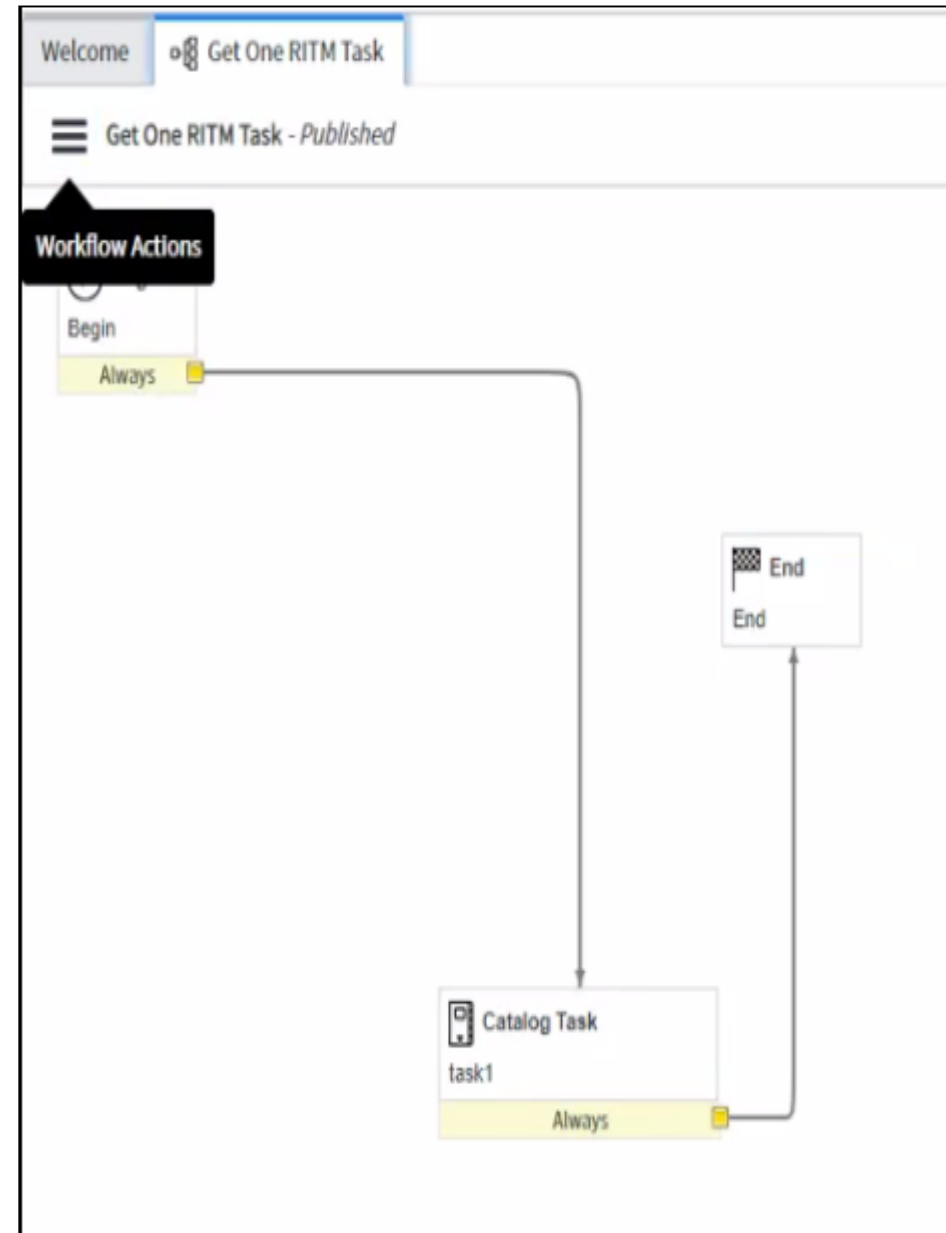 Welcome
Get One RITM Task
Get One RITM Task - Published
Workflow Actions
Begin
Always
End
End
Catalog Task
task1
Always